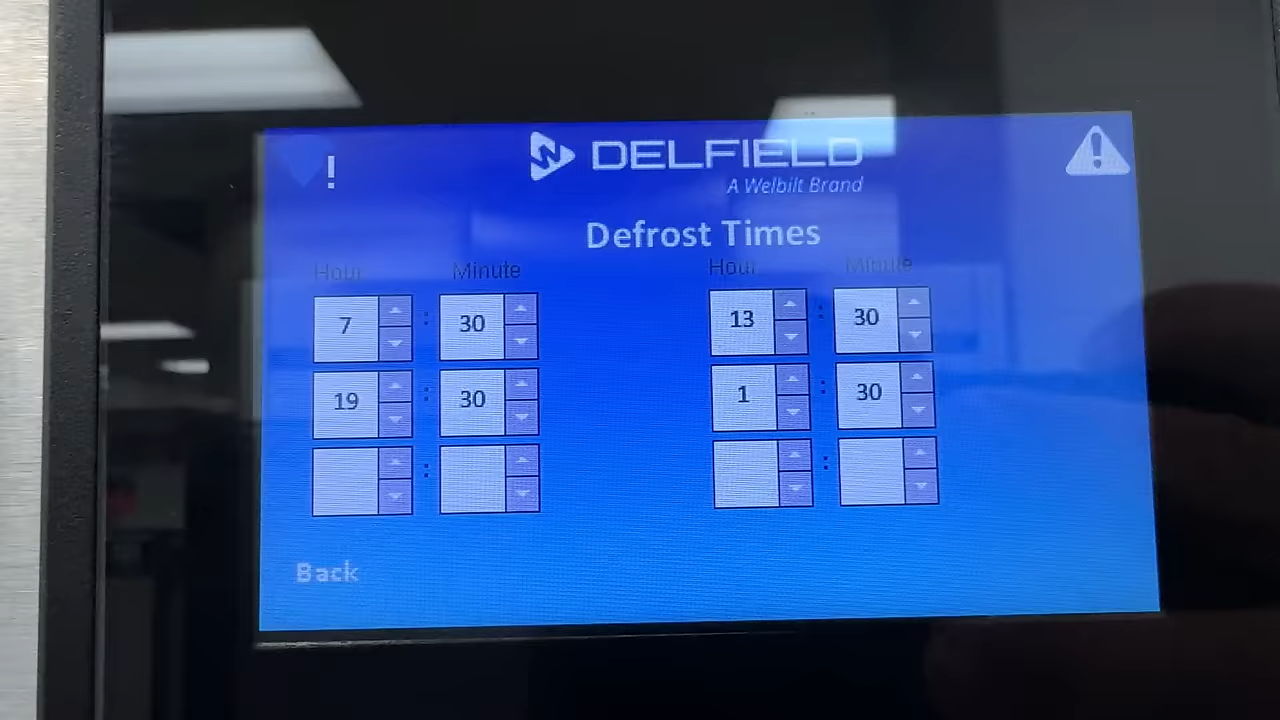 !
DELFIELD
A Welbilt Brand
Defrost Times
Hour Minute Hour Minute
7 : 30 13 : 30
19 : 30 1 : 30
: :
Back